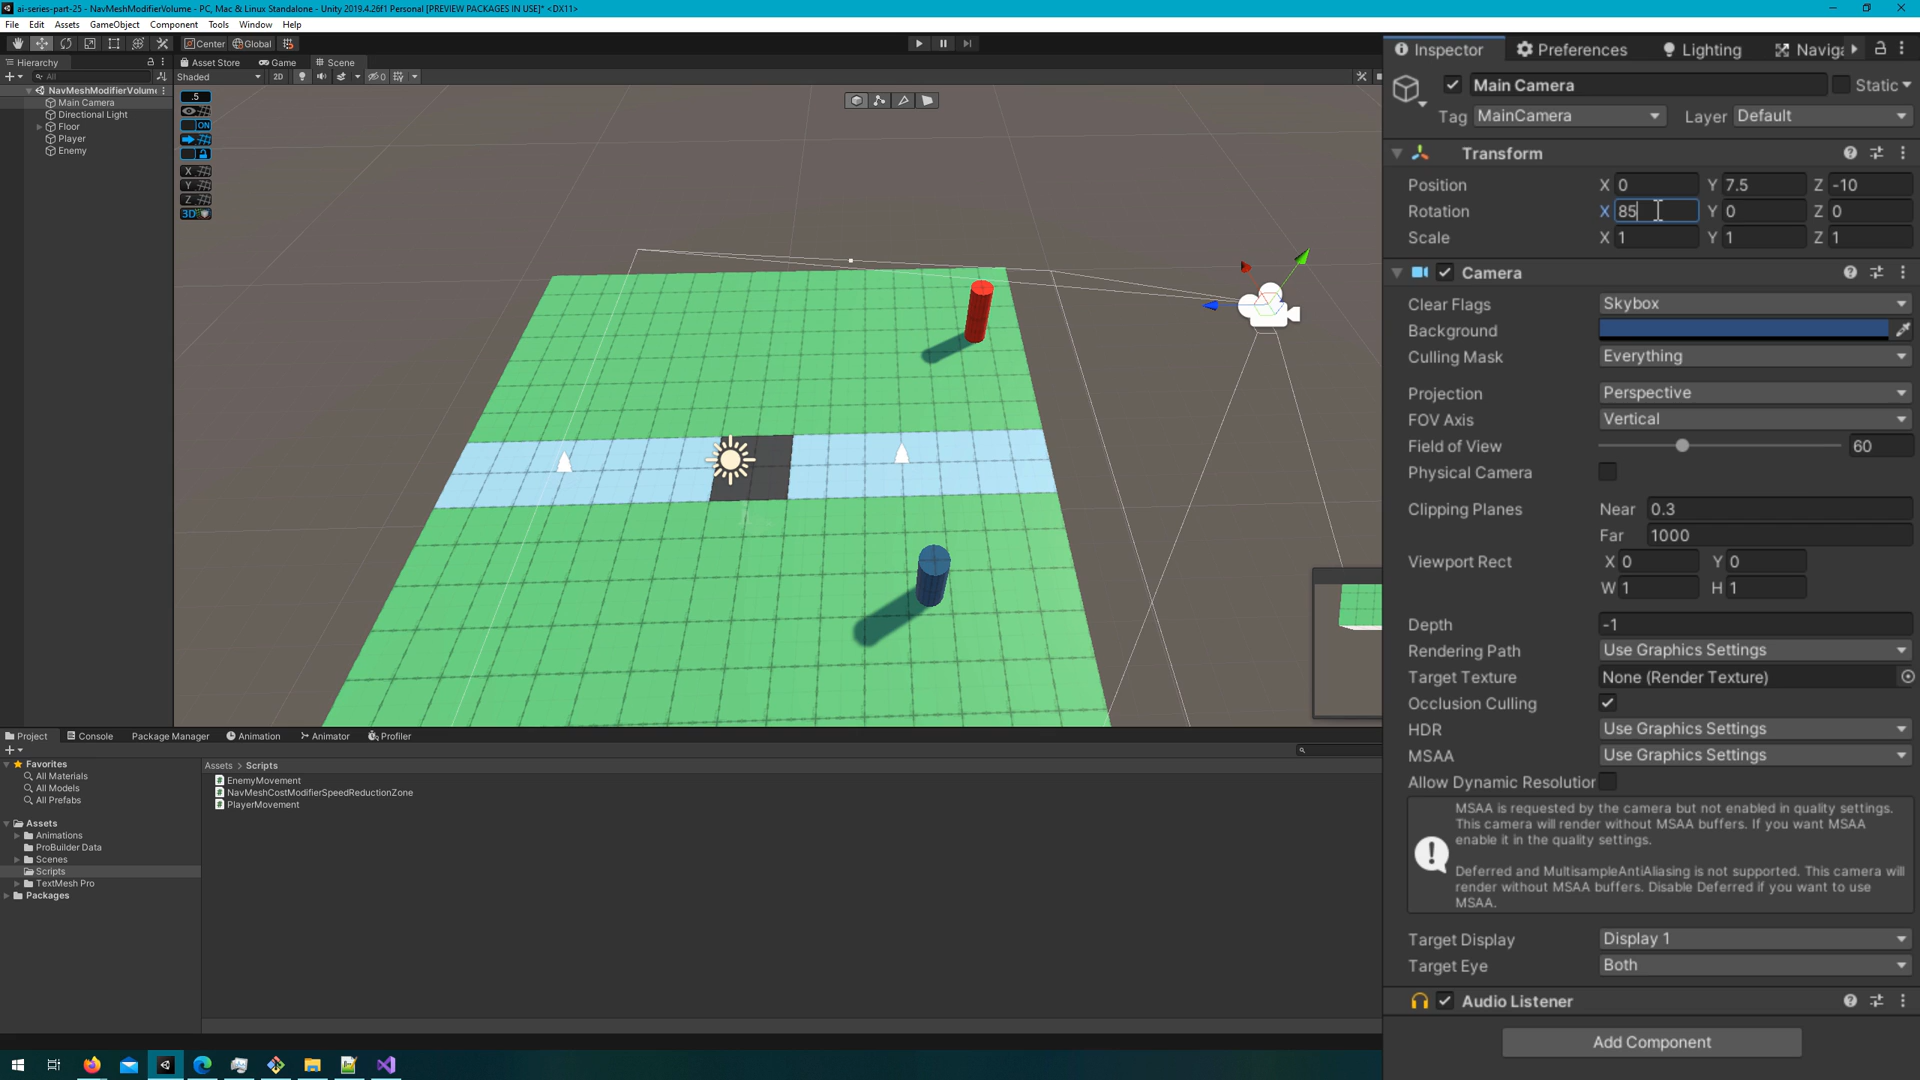 ai-series-part-25 - NavMeshModifierVolume - PC, Mac & Linux Standalone - Unity 2019.4.26f1 Personal [PREVIEW PACKAGES IN USE]* <DX11>
File Edit Assets GameObject Component Tools Window Help
Center Global
Hierarchy
All
NavMeshModifierVolum
Main Camera
Directional Light
Floor
Player
Enemy
Asset Store Game Scene
Shaded 2D 0
.5
ON
X
Y
Z
3D
Inspector Preferences Lighting Naviga
Main Camera Static
Tag MainCamera Layer Default
Transform
Position X 0 Y 7.5 Z -10
Rotation X 85 Y 0 Z 0
Scale X 1 Y 1 Z 1
Camera
Clear Flags Skybox
Background
Culling Mask Everything
Projection Perspective
FOV Axis Vertical
Field of View 60
Physical Camera
Clipping Planes Near 0.3
Far 1000
Viewport Rect X 0 Y 0
W 1 H 1
Depth -1
Rendering Path Use Graphics Settings
Target Texture None (Render Texture)
Occlusion Culling
HDR Use Graphics Settings
MSAA Use Graphics Settings
Allow Dynamic Resolution
MSAA is requested by the camera but not enabled in quality settings.
This camera will render without MSAA buffers. If you want MSAA
enable it in the quality settings.
Deferred and MultisampleAntiAliasing is not supported. This camera will
render without MSAA buffers. Disable Deferred if you want to use
MSAA.
Target Display Display 1
Target Eye Both
Audio Listener
Add Component
Project Console Package Manager Animation Animator Profiler
Favorites
All Materials
All Models
All Prefabs
Assets
Animations
ProBuilder Data
Scenes
Scripts
TextMesh Pro
Packages
Assets > Scripts
EnemyMovement
NavMeshCostModifierSpeedReductionZone
PlayerMovement